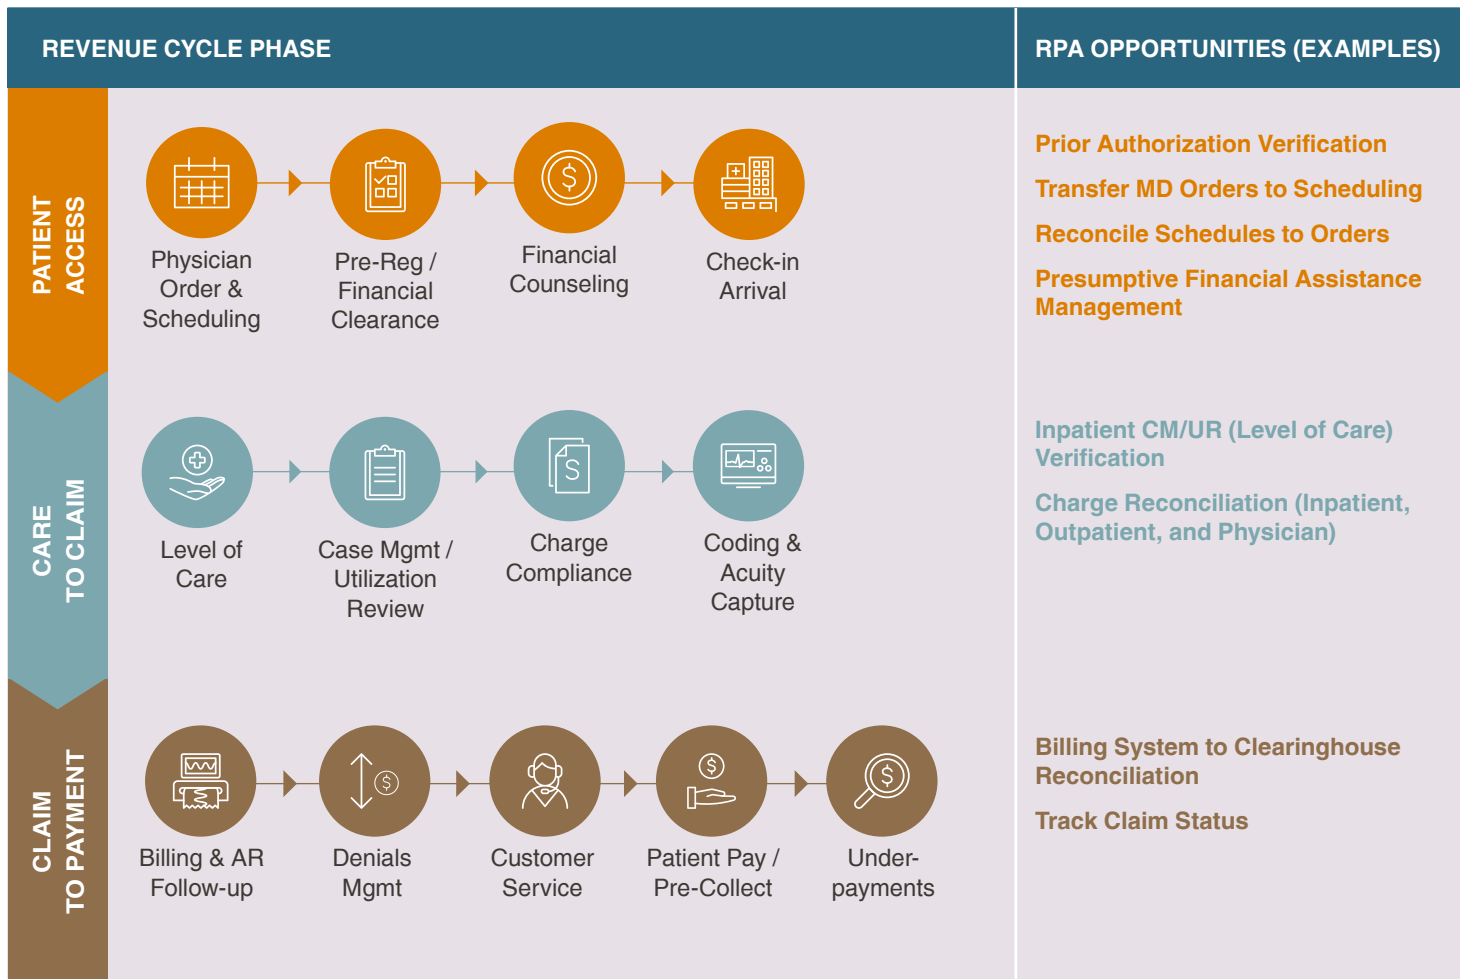 REVENUE CYCLE PHASE
RPA OPPORTUNITIES (EXAMPLES)
PATIENT
ACCESS
Physician
Order &
Scheduling
Pre-Reg /
Financial
Clearance
Financial
Counseling
Check-in
Arrival
Prior Authorization Verification
Transfer MD Orders to Scheduling
Reconcile Schedules to Orders
Presumptive Financial Assistance
Management
CARE
TO CLAIM
Level of
Care
Case Mgmt /
Utilization
Review
Charge
Compliance
Coding &
Acuity
Capture
Inpatient CM/UR (Level of Care)
Verification
Charge Reconciliation (Inpatient,
Outpatient, and Physician)
CLAIM
TO PAYMENT
Billing & AR
Follow-up
Denials
Mgmt
Customer
Service
Patient Pay /
Pre-Collect
Under-
payments
Billing System to Clearinghouse
Reconciliation
Track Claim Status